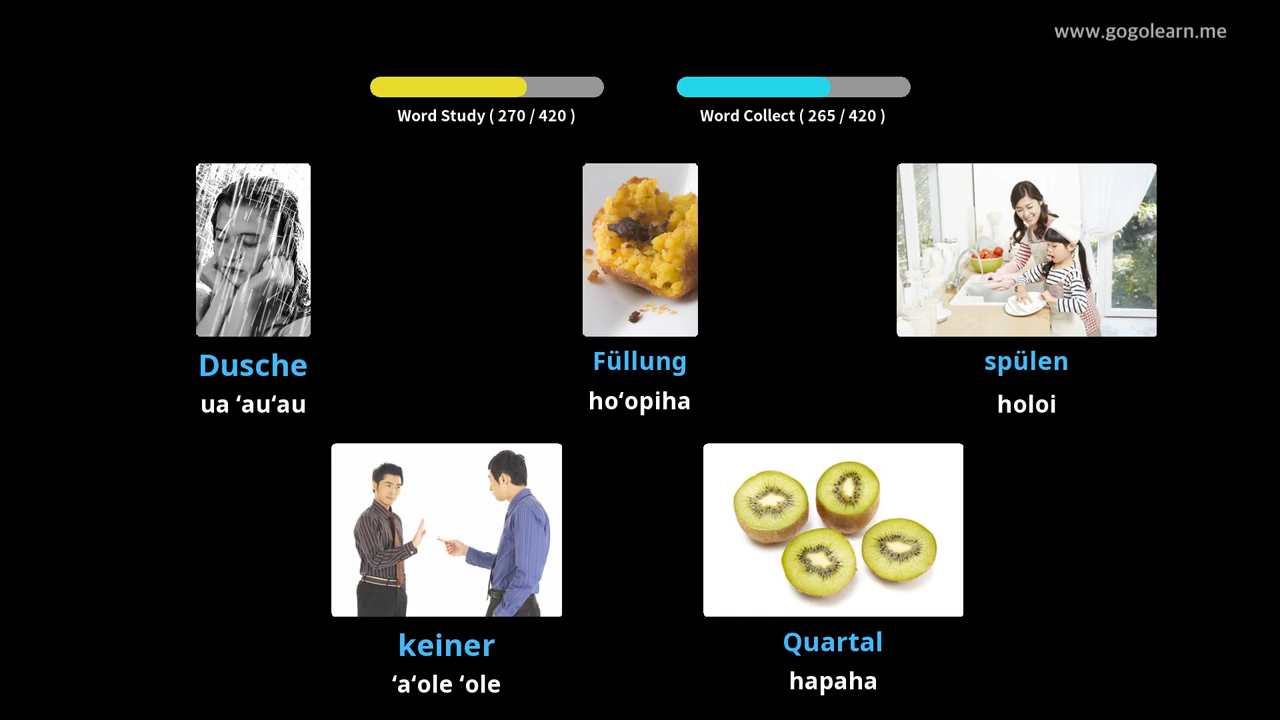 www.gogolearn.me
Word Study ( 270 / 420 )
Word Collect ( 265 / 420 )
Dusche
ua ʻauʻau
Füllung
hoʻopiha
spülen
holoi
keiner
ʻaʻole ʻole
Quartal
hapaha